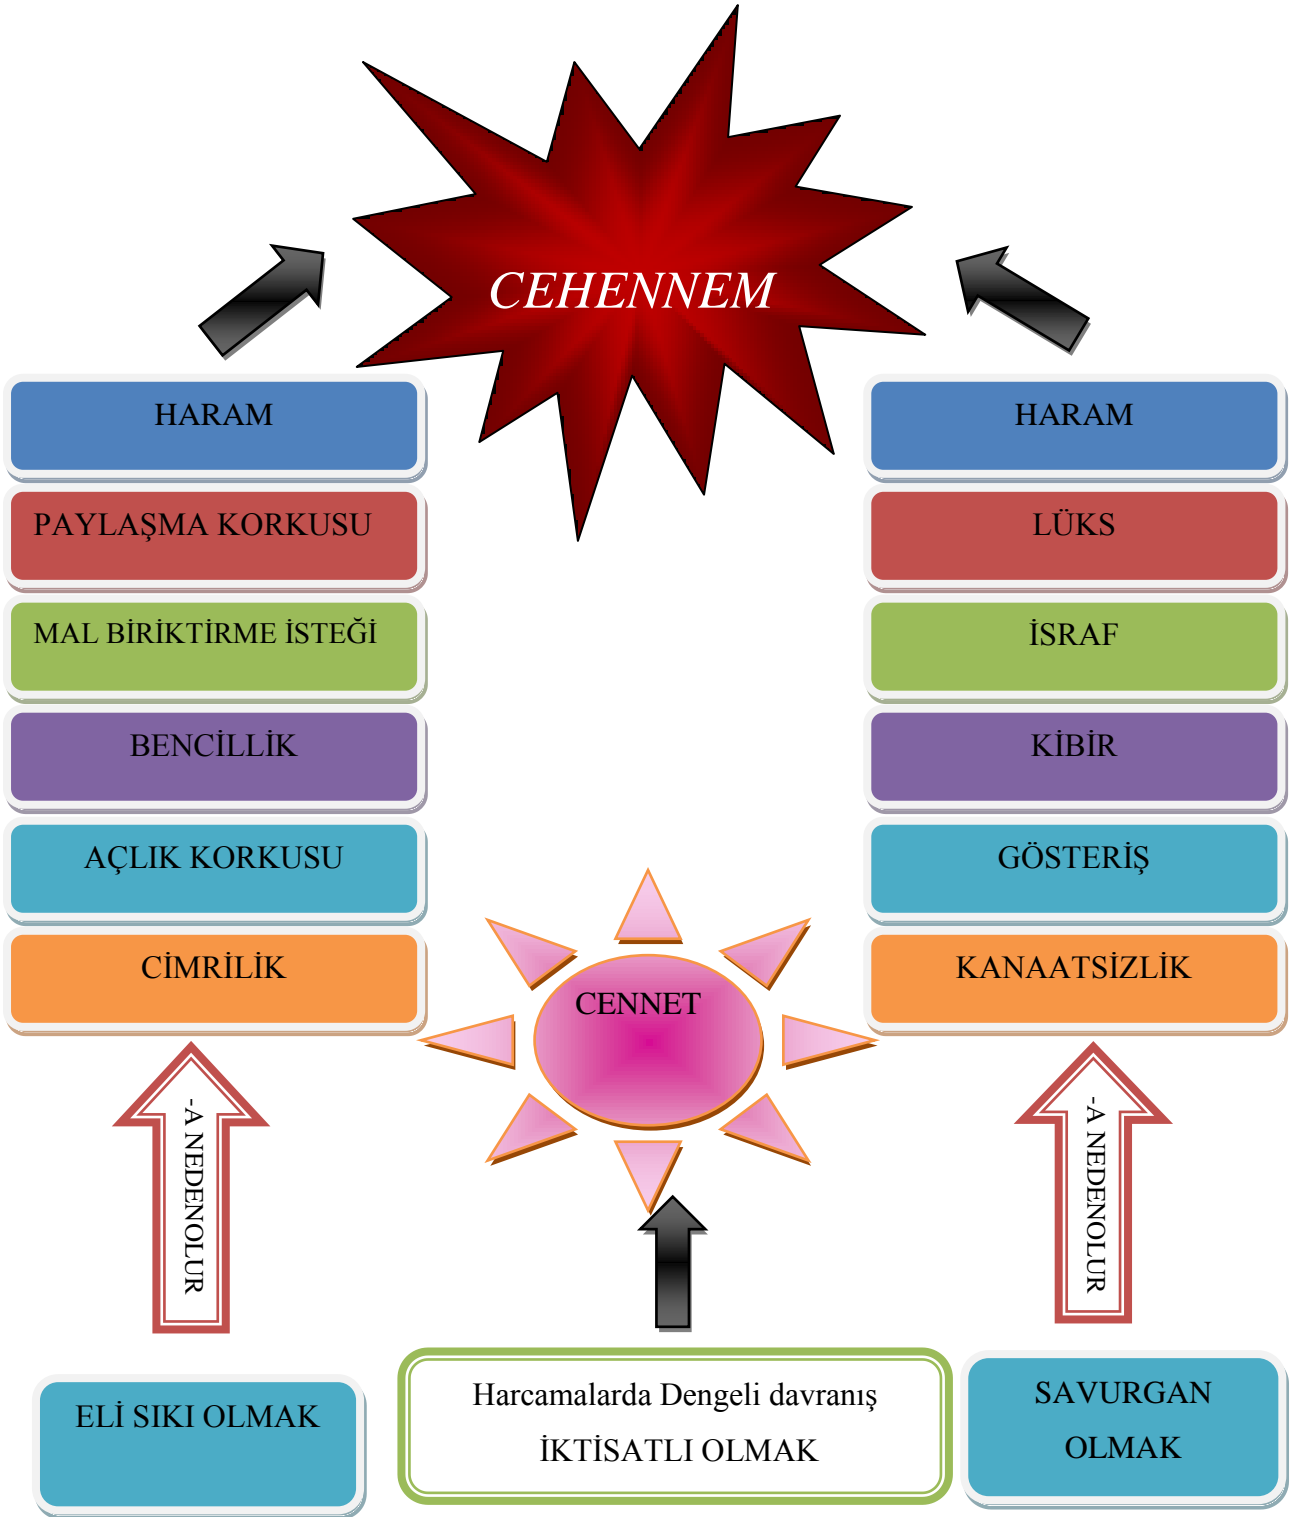 CEHENNEM
HARAM
PAYLAŞMA KORKUSU
MAL BİRİKTİRME İSTEĞİ
BENCİLLİK
AÇLIK KORKUSU
CİMRİLİK
-A NEDENOLUR
ELİ SIKI OLMAK
CENNET
Harcamalarda Dengeli davranış
İKTİSATLI OLMAK
HARAM
LÜKS
İSRAF
KİBİR
GÖSTERİŞ
KANAATSİZLİK
-A NEDENOLUR
SAVURGAN
OLMAK